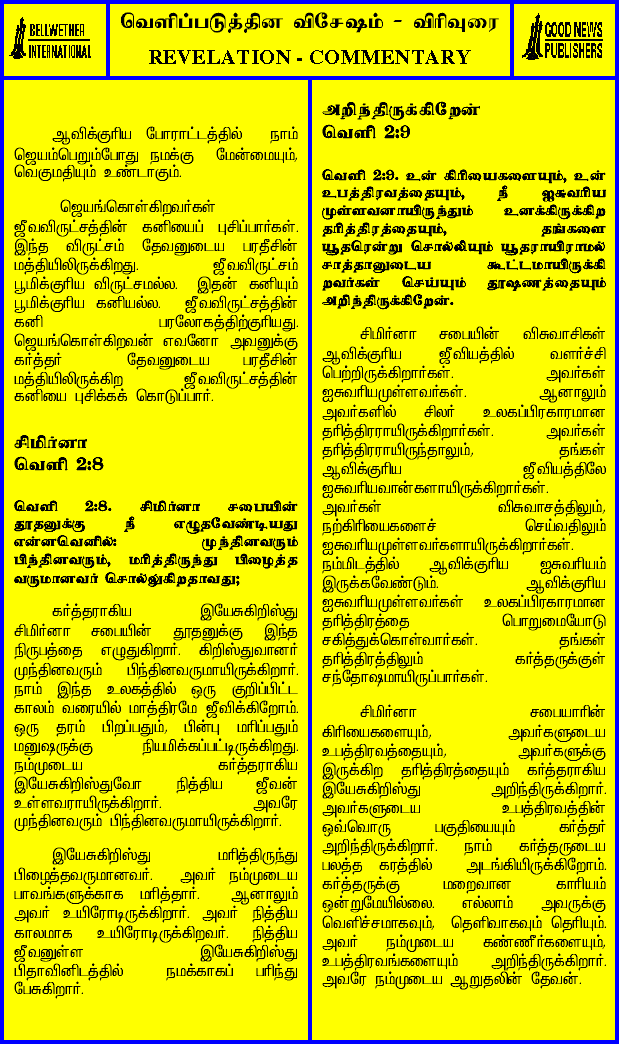 BELLWETHER
INTERNATIONAL
வெளிப்படுத்தின விசேஷம் - விரிவுரை
REVELATION - COMMENTARY
GOOD NEWS
PUBLISHERS
ஆவிக்குரிய போராட்டத்தில் நாம்
ஜெயம்பெறும்போது நமக்கு மேன்மையும்,
வெகுமதியும் உண்டாகும்.
ஜெயங்கொள்கிறவர்கள்
ஜீவவிருட்சத்தின் கனியைப் புசிப்பார்கள்.
இந்த விருட்சம் தேவனுடைய பரதீசின்
மத்தியிலிருக்கிறது. ஜீவவிருட்சம்
பூமிக்குரிய விருட்சமல்ல. இதன் கனியும்
பூமிக்குரிய கனியல்ல. ஜீவவிருட்சத்தின்
கனி பரலோகத்திற்குரியது.
ஜெயங்கொள்கிறவன் எவனோ அவனுக்கு
கர்த்தர் தேவனுடைய பரதீசின்
மத்தியிலிருக்கிற ஜீவவிருட்சத்தின்
கனியை புசிக்கக் கொடுப்பார்.
சிமிர்னா
வெளி 2:8
வெளி 2:8. சிமிர்னா சபையின்
தூதனுக்கு நீ எழுதவேண்டியது
என்னவெனில்: முந்தினவரும்
பிந்தினவரும், மரித்திருந்து பிழைத்த
வருமானவர் சொல்லுகிறதாவது;
கர்த்தராகிய இயேசுகிறிஸ்து
சிமிர்னா சபையின் தூதனுக்கு இந்த
நிருபத்தை எழுதுகிறார். கிறிஸ்துவானர்
முந்தினவரும் பிந்தினவருமாயிருக்கிறார்.
நாம் இந்த உலகத்தில் ஒரு குறிப்பிட்ட
காலம் வரையில் மாத்திரமே ஜீவிக்கிறோம்.
ஒரு தரம் பிறப்பதும், பின்பு மரிப்பதும்
மனுஷருக்கு நியமிக்கப்பட்டிருக்கிறது.
நம்முடைய கர்த்தராகிய
இயேசுகிறிஸ்துவோ நித்திய ஜீவன்
உள்ளவராயிருக்கிறார். அவரே
முந்தினவரும் பிந்தினவருமாயிருக்கிறார்.
இயேசுகிறிஸ்து மரித்திருந்து
பிழைத்தவருமானவர். அவர் நம்முடைய
பாவங்களுக்காக மரித்தார். ஆனாலும்
அவர் உயிரோடிருக்கிறார். அவர் நித்திய
காலமாக உயிரோடிருக்கிறவர். நித்திய
ஜீவனுள்ள இயேசுகிறிஸ்து
பிதாவினிடத்தில் நமக்காகப் பரிந்து
பேசுகிறார்.
அறிந்திருக்கிறேன்
வெளி 2:9
வெளி 2:9. உன் கிரியைகளையும், உன்
உபத்திரவத்தையும், நீ ஐசுவரிய
முள்ளவனாயிருந்தும் உனக்கிருக்கிற
தரித்திரத்தையும், தங்களை
யூதரென்று சொல்லியும் யூதராயிராமல்
சாத்தானுடைய கூட்டமாயிருக்கி
றவர்கள் செய்யும் தூஷணத்தையும்
அறிந்திருக்கிறேன்.
சிமிர்னா சபையின் விசுவாசிகள்
ஆவிக்குரிய ஜீவியத்தில் வளர்ச்சி
பெற்றிருக்கிறார்கள். அவர்கள்
ஐசுவரியமுள்ளவர்கள். ஆனாலும்
அவர்களில் சிலர் உலகப்பிரகாரமான
தரித்திரராயிருக்கிறார்கள். அவர்கள்
தரித்திரராயிருந்தாலும், தங்கள்
ஆவிக்குரிய ஜீவியத்திலே
ஐசுவரியவான்களாயிருக்கிறார்கள்.
அவர்கள் விசுவாசத்திலும்,
நற்கிரியைகளைச் செய்வதிலும்
ஐசுவரியமுள்ளவர்களாயிருக்கிறார்கள்.
நம்மிடத்தில் ஆவிக்குரிய ஐசுவரியம்
இருக்கவேண்டும். ஆவிக்குரிய
ஐசுவரியமுள்ளவர்கள் உலகப்பிரகாரமான
தரித்திரத்தை பொறுமையோடு
சகித்துக்கொள்வார்கள். தங்கள்
தரித்திரத்திலும் கர்த்தருக்குள்
சந்தோஷமாயிருப்பார்கள்.
சிமிர்னா சபையாரின்
கிரியைகளையும், அவர்களுடைய
உபத்திரவத்தையும், அவர்களுக்கு
இருக்கிற தரித்திரத்தையும் கர்த்தராகிய
இயேசுகிறிஸ்து அறிந்திருக்கிறார்.
அவர்களுடைய உபத்திரவத்தின்
ஒவ்வொரு பகுதியையும் கர்த்தர்
அறிந்திருக்கிறார். நாம் கர்த்தருடைய
பலத்த கரத்தில் அடங்கியிருக்கிறோம்.
கர்த்தருக்கு மறைவான காரியம்
ஒன்றுமேயில்லை. எல்லாம் அவருக்கு
வெளிச்சமாகவும், தெளிவாகவும் தெரியும்.
அவர் நம்முடைய கண்ணீர்களையும்,
உபத்திரவங்களையும் அறிந்திருக்கிறார்.
அவரே நம்முடைய ஆறுதலின் தேவன்.